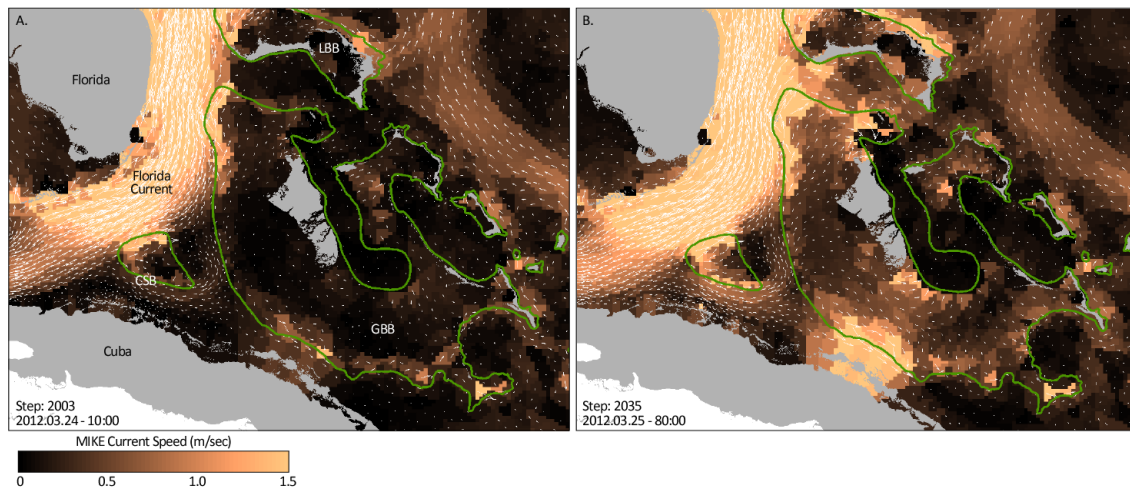 A.
LBB
Florida
Florida
Current
CSB
GBB
Cuba
Step: 2003
2012.03.24 - 10:00
B.
Step: 2035
2012.03.25 - 80:00
MIKE Current Speed (m/sec)
0 0.5 1.0 1.5